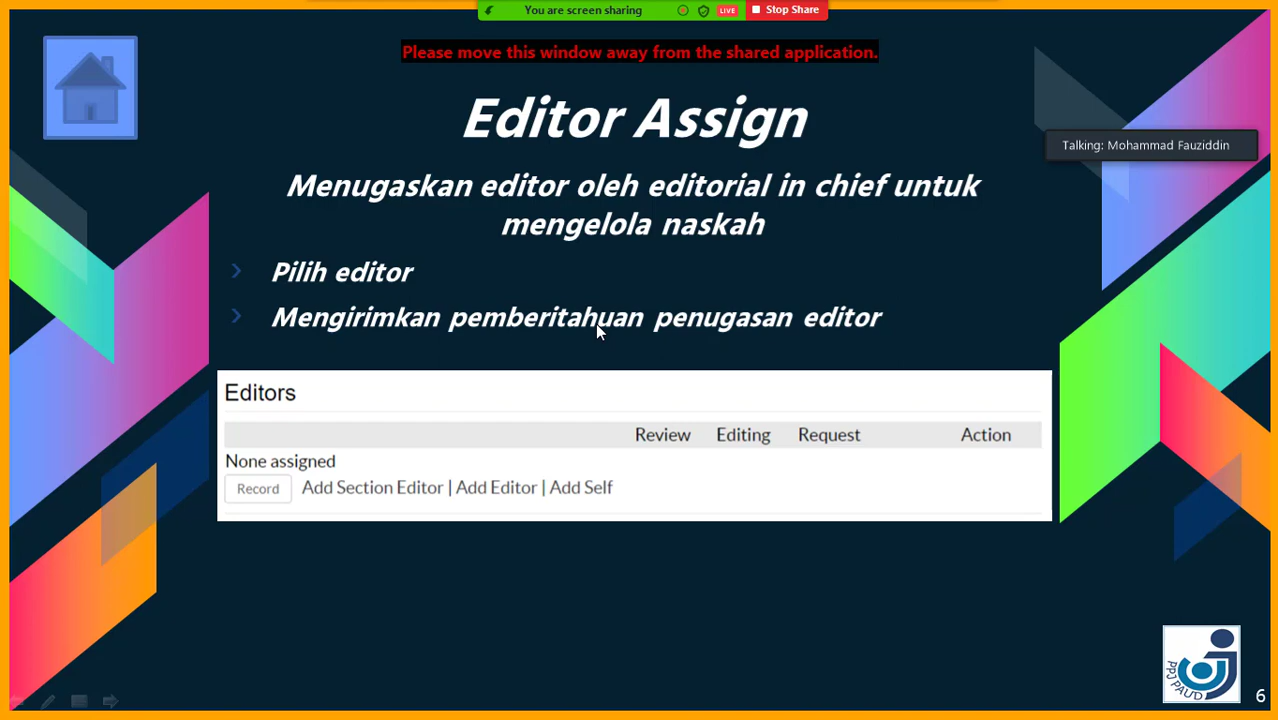 You are screen sharing LIVE Stop Share
Please move this window away from the shared application.
Editor Assign
Talking: Mohammad Fauziddin
Menugaskan editor oleh editorial in chief untuk
mengelola naskah
Pilih editor
Mengirimkan pemberitahuan penugasan editor
Editors
Review Editing Request Action
None assigned
Record Add Section Editor | Add Editor | Add Self
PPJ PAUD
6